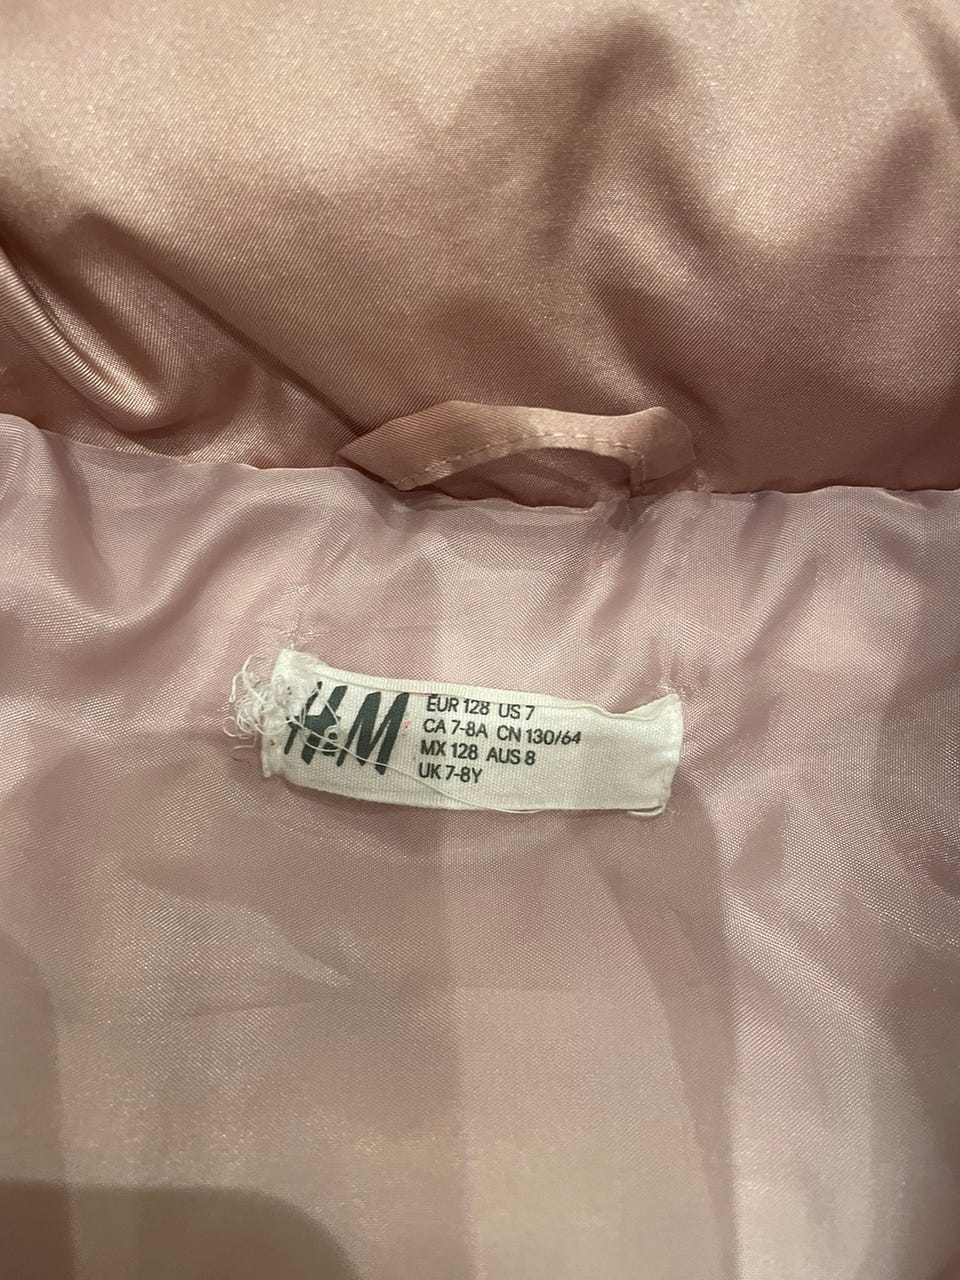 H&M
EUR 128 US 7
CA 7-8A CN 130/64
MX 128 AUS 8
UK 7-8Y